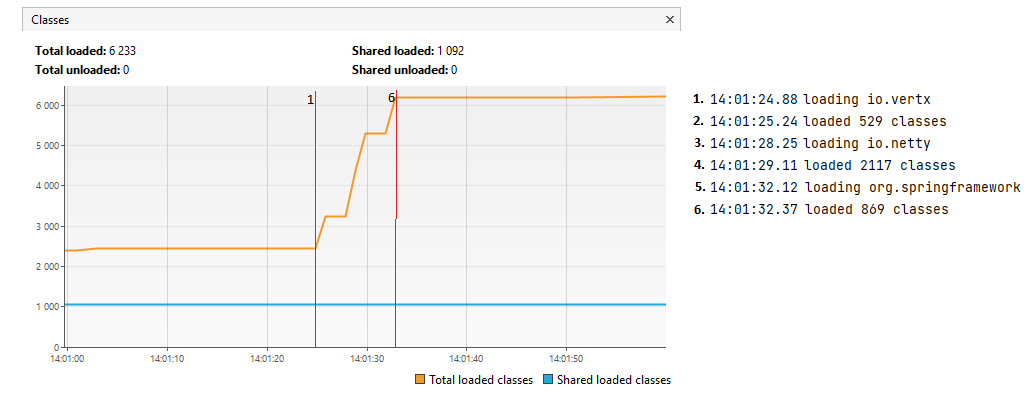 Classes ×
Total loaded: 6 233 Shared loaded: 1 092
Total unloaded: 0 Shared unloaded: 0
6 000
5 000
4 000
3 000
2 000
1 000
0
1 6
14:01:00 14:01:10 14:01:20 14:01:30 14:01:40 14:01:50
Total loaded classes Shared loaded classes
1. 14:01:24.88 loading io.vertx
2. 14:01:25.24 loaded 529 classes
3. 14:01:28.25 loading io.netty
4. 14:01:29.11 loaded 2117 classes
5. 14:01:32.12 loading org.springframework
6. 14:01:32.37 loaded 869 classes